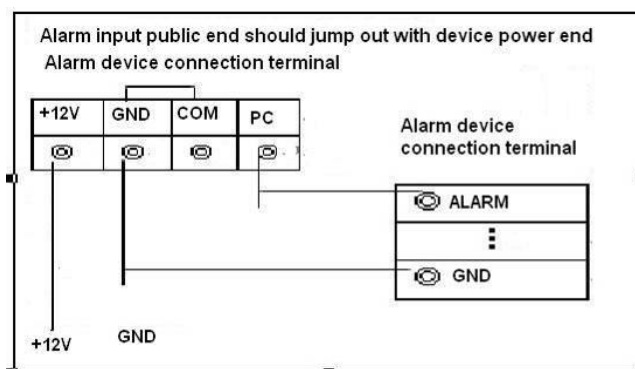 Alarm input public end should jump out with device power end
Alarm device connection terminal
+12V GND COM PC
Alarm device
connection terminal
ALARM
GND
+12V GND